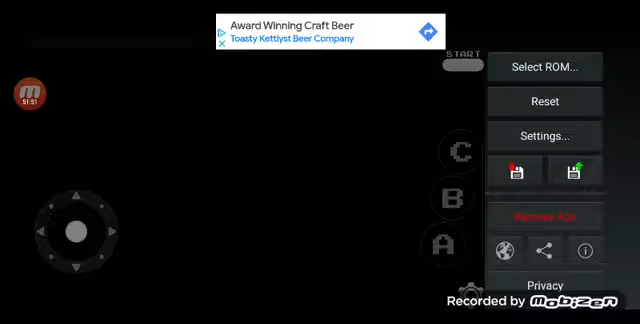 Award Winning Craft Beer
Toasty Kettlyst Beer Company
START
Select ROM...
51:51
Reset
Settings...
C
B
A
Remove ADs
Privacy
Recorded by MOBIZEN